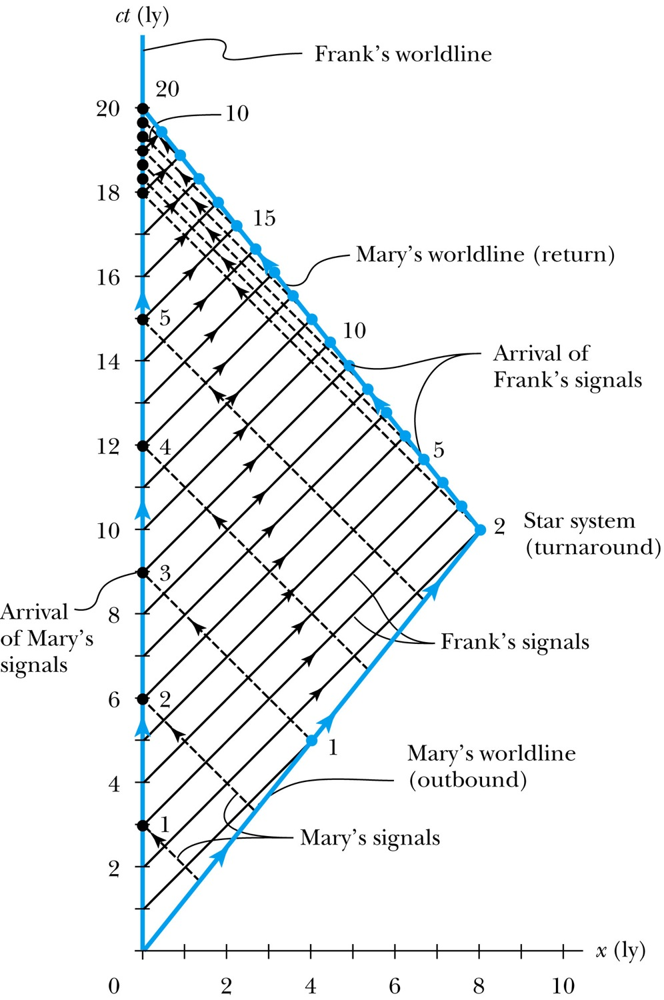 ct (ly)
Frank's worldline
20
20
10
18
15
16
Mary's worldline (return)
5
10
14
Arrival of
Frank's signals
12
4
5
10
2
Star system
(turnaround)
3
Arrival
of Mary's
signals
8
Frank's signals
6
2
1
Mary's worldline
(outbound)
4
1
Mary's signals
2
x (ly)
0
2
4
6
8
10